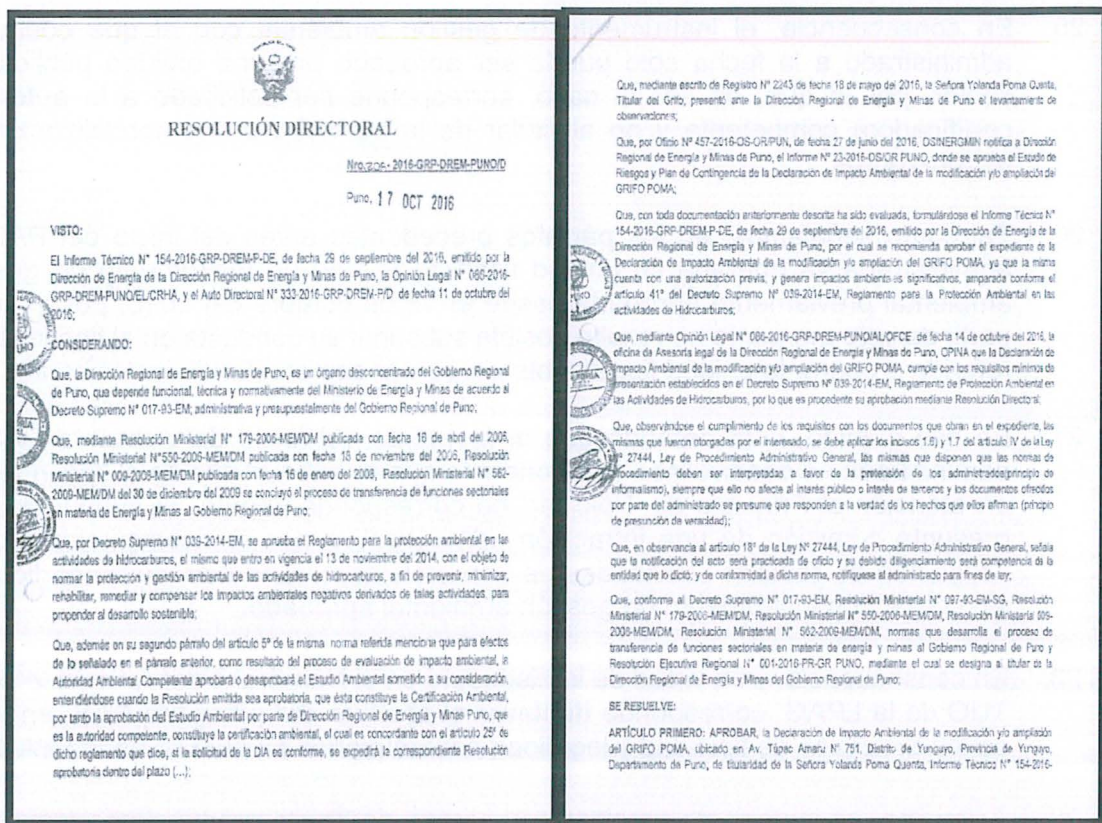 RESOLUCIÓN DIRECTORAL
- 2016-GRP-DREM-PUNO/D
Puno, 17 OCT 2016
VISTO:
El Informe Técnico N° 154-2016-GRP-DREM-P-DE, de fecha 29 de septiembre del 2016, emitido por la
Dirección de Energía de la Dirección Regional de Energía y Minas de Puno, la Opinión Legal N° 086-2016-
GRP-DREM-PUNO/EL/CRHA, y el Auto Directoral N° 333-2016-GRP-DREM-P/D de fecha 11 de octubre del
2016;
CONSIDERANDO:
Que, la Dirección Regional de Energía y Minas de Puno, es un órgano desconcentrado del Gobierno Regional
de Puno, que depende funcional, técnica y normativamente del Ministerio de Energía y Minas de acuerdo al
Decreto Supremo N° 017-93-EM; administrativa y presupuestalmente del Gobierno Regional de Puno;
Que, mediante Resolución Ministerial N° 179-2006-MEM/DM publicada con fecha 16 de abril del 2006,
Resolución Ministerial N°550-2006-MEM/DM publicada con fecha 18 de noviembre del 2006, Resolución
Ministerial N° 009-2008-MEM/DM publicada con fecha 16 de enero del 2008, Resolución Ministerial N° 562-
2009-MEM/DM del 30 de diciembre del 2009 se concluyó el proceso de transferencia de funciones sectoriales
en materia de Energía y Minas al Gobierno Regional de Puno;
Que, por Decreto Supremo N° 039-2014-EM, se aprueba el Reglamento para la protección ambiental en las
actividades de hidrocarburos, el mismo que entro en vigencia el 13 de noviembre del 2014, con el objeto de
normar la protección y gestión ambiental de las actividades de hidrocarburos, a fin de prevenir, minimizar,
rehabilitar, remediar y compensar los impactos ambientales negativos derivados de tales actividades, para
propender al desarrollo sostenible;
Que, además en su segundo párrafo del artículo 5° de la misma norma referida menciona que para efectos
de lo señalado en el párrafo anterior, como resultado del proceso de evaluación de impacto ambiental, la
Autoridad Ambiental Competente aprobará o desaprobará el Estudio Ambiental sometido a su consideración,
entendiéndose cuando la Resolución emitida sea aprobatoria, que ésta constituye la Certificación Ambiental,
por tanto la aprobación del Estudio Ambiental por parte de Dirección Regional de Energía y Minas Puno, que
es la autoridad competente, constituye la certificación ambiental, el cual es concordante con el artículo 25° de
dicho reglamento que dice, si la solicitud de la DIA es conforme, se expedirá la correspondiente Resolución
aprobatoria dentro del plazo (...);
Que, mediante escrito de Registro N° 2243 de fecha 18 de mayo del 2016, la Señora Yolanda Poma Quenta,
Titular del Grifo, presentó ante la Dirección Regional de Energía y Minas de Puno el levantamiento de
observaciones;
Que, por Oficio N° 457-2016-OS-OR/PUN, de fecha 27 de junio del 2016, OSINERGMIN notifica a Dirección
Regional de Energía y Minas de Puno, el Informe N° 23-2016-OS/OR PUNO, donde se aprueba el Estudio de
Riesgos y Plan de Contingencia de la Declaración de Impacto Ambiental de la modificación y/o ampliación del
GRIFO POMA;
Que, con toda documentación anteriormente descrita ha sido evaluada, formulándose el Informe Técnico N°
154-2016-GRP-DREM-P-DE, de fecha 29 de septiembre del 2016, emitido por la Dirección de Energía de la
Dirección Regional de Energía y Minas de Puno, por el cual se recomienda aprobar el expediente de la
Declaración de Impacto Ambiental de la modificación y/o ampliación del GRIFO POMA, ya que la misma
cuenta con una autorización previa, y genera impactos ambientales significativos, amparada conforme el
artículo 41° del Decreto Supremo N° 039-2014-EM, Reglamento para la Protección Ambiental en las
actividades de Hidrocarburos;
Que, mediante Opinión Legal N° 086-2016-GRP-DREM-PUNO/AL/OFCE de fecha 14 de octubre del 2016, la
oficina de Asesoría legal de la Dirección Regional de Energía y Minas de Puno, OPINA que la Declaración de
Impacto Ambiental de la modificación y/o ampliación del GRIFO POMA, cumple con los requisitos mínimos de
presentación establecidos en el Decreto Supremo N° 039-2014-EM, Reglamento de Protección Ambiental en
las Actividades de Hidrocarburos, por lo que es procedente su aprobación mediante Resolución Directoral;
Que, observándose el cumplimiento de los requisitos con los documentos que obran en el expediente, las
mismas que fueron otorgadas por el interesado, se debe aplicar los incisos 1.6) y 1.7 del artículo IV de la Ley
N° 27444, Ley de Procedimiento Administrativo General, las mismas que disponen que las normas de
procedimiento deben ser interpretadas a favor de la pretensión de los administrados(principio de
informalismo), siempre que ello no afecte al interés público o interés de terceros y los documentos ofrecidos
por parte del administrado se presume que responden a la verdad de los hechos que ellos afirman (principio
de presunción de veracidad);
Que, en observancia al artículo 18° de la Ley N° 27444, Ley de Procedimiento Administrativo General, señala
que la notificación del acto será practicada de oficio y su debido diligenciamiento será competencia de la
entidad que lo dictó; y de conformidad a dicha norma, notifíquese al administrado para fines de ley;
Que, conforme al Decreto Supremo N° 017-93-EM, Resolución Ministerial N° 097-93-EM-SG, Resolución
Ministerial N° 179-2006-MEM/DM, Resolución Ministerial N° 550-2006-MEM/DM, Resolución Ministerial 009-
2008-MEM/DM, Resolución Ministerial N° 562-2009-MEM/DM, normas que desarrolla el proceso de
transferencia de funciones sectoriales en materia de energía y minas al Gobierno Regional de Puno y
Resolución Ejecutiva Regional N° 001-2016-PR-GR PUNO, mediante el cual se designa al titular de la
Dirección Regional de Energía y Minas del Gobierno Regional de Puno;
SE RESUELVE:
ARTÍCULO PRIMERO: APROBAR, la Declaración de Impacto Ambiental de la modificación y/o ampliación
del GRIFO POMA, ubicado en Av. Túpac Amaru N° 751, Distrito de Yunguyo, Provincia de Yunguyo,
Departamento de Puno, de titularidad de la Señora Yolanda Poma Quenta, Informe Técnico N° 154-2016-